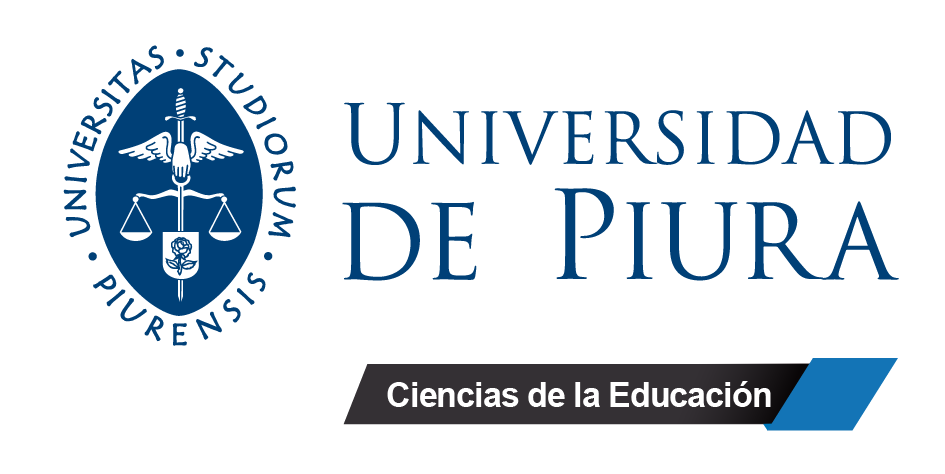 UNIVERSITAS · STUDIORUM · PIURENSIS ·
UNIVERSIDAD
DE PIURA
Ciencias de la Educación